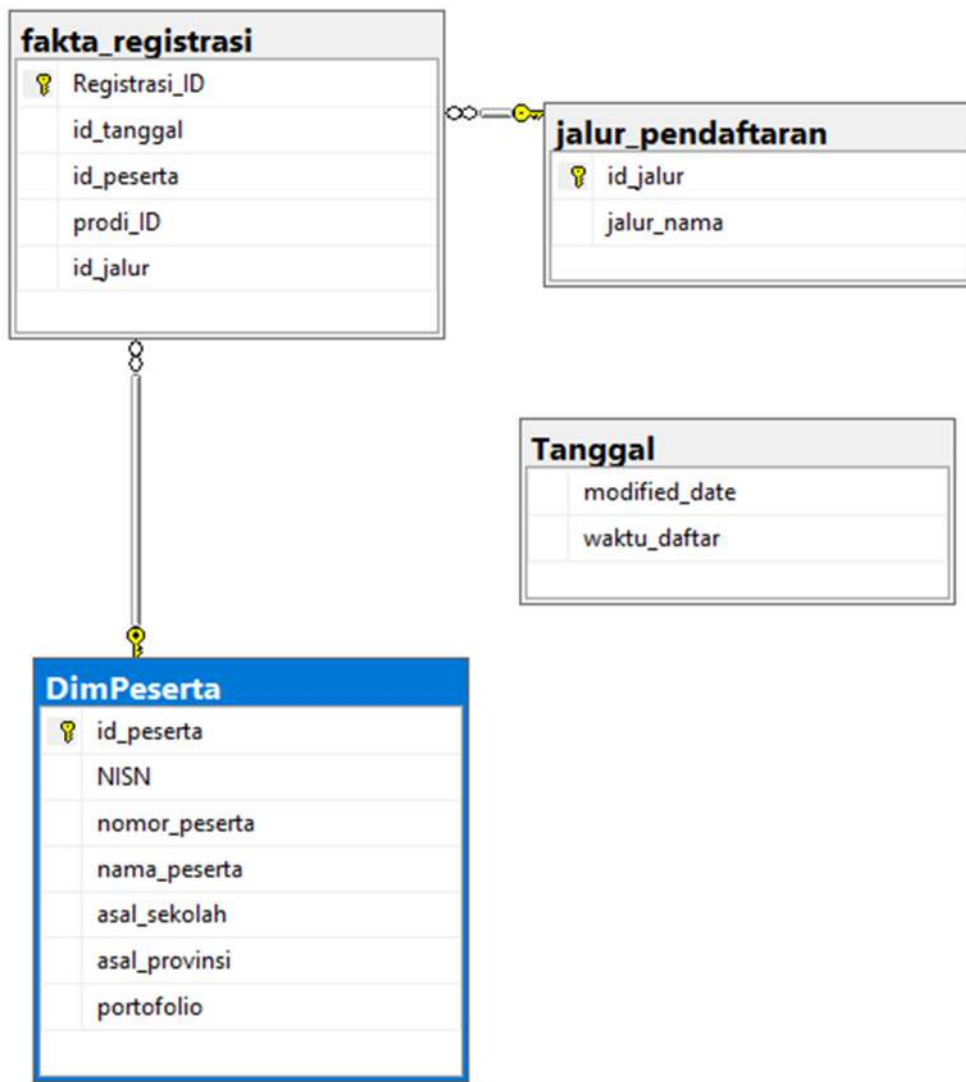 fakta_registrasi
Registrasi_ID
id_tanggal
id_peserta
prodi_ID
id_jalur
jalur_pendaftaran
id_jalur
jalur_nama
Tanggal
modified_date
waktu_daftar
DimPeserta
id_peserta
NISN
nomor_peserta
nama_peserta
asal_sekolah
asal_provinsi
portofolio